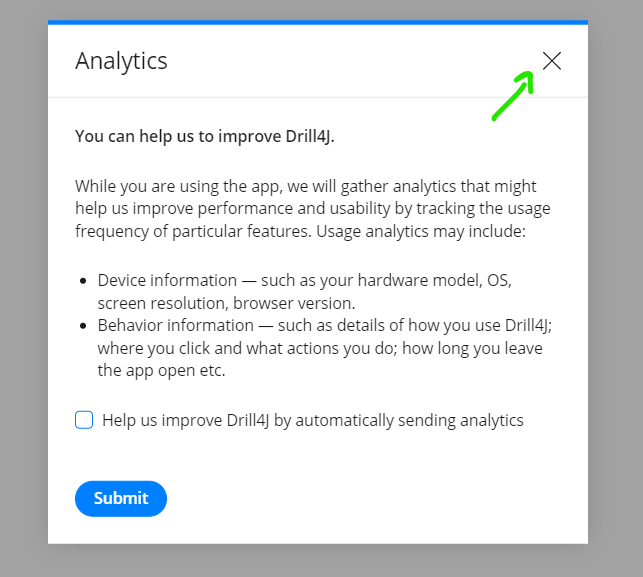 Analytics
You can help us to improve Drill4J.
While you are using the app, we will gather analytics that might
help us improve performance and usability by tracking the usage
frequency of particular features. Usage analytics may include:
• Device information — such as your hardware model, OS,
screen resolution, browser version.
• Behavior information — such as details of how you use Drill4J;
where you click and what actions you do; how long you leave
the app open etc.
Help us improve Drill4J by automatically sending analytics
Submit